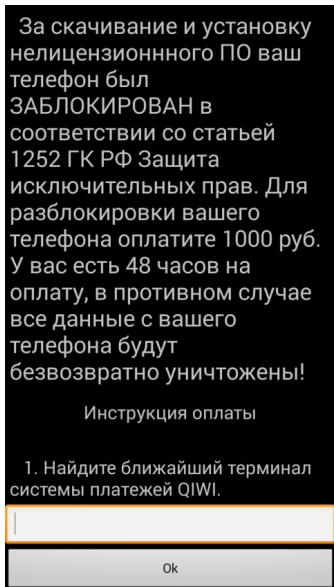 За скачивание и установку
нелицензионнного ПО ваш
телефон был
ЗАБЛОКИРОВАН в
соответствии со статьей
1252 ГК РФ Защита
исключительных прав. Для
разблокировки вашего
телефона оплатите 1000 руб.
У вас есть 48 часов на
оплату, в противном случае
все данные с вашего
телефона будут
безвозвратно уничтожены!
Инструкция оплаты
1. Найдите ближайший терминал
системы платежей QIWI.
Ok